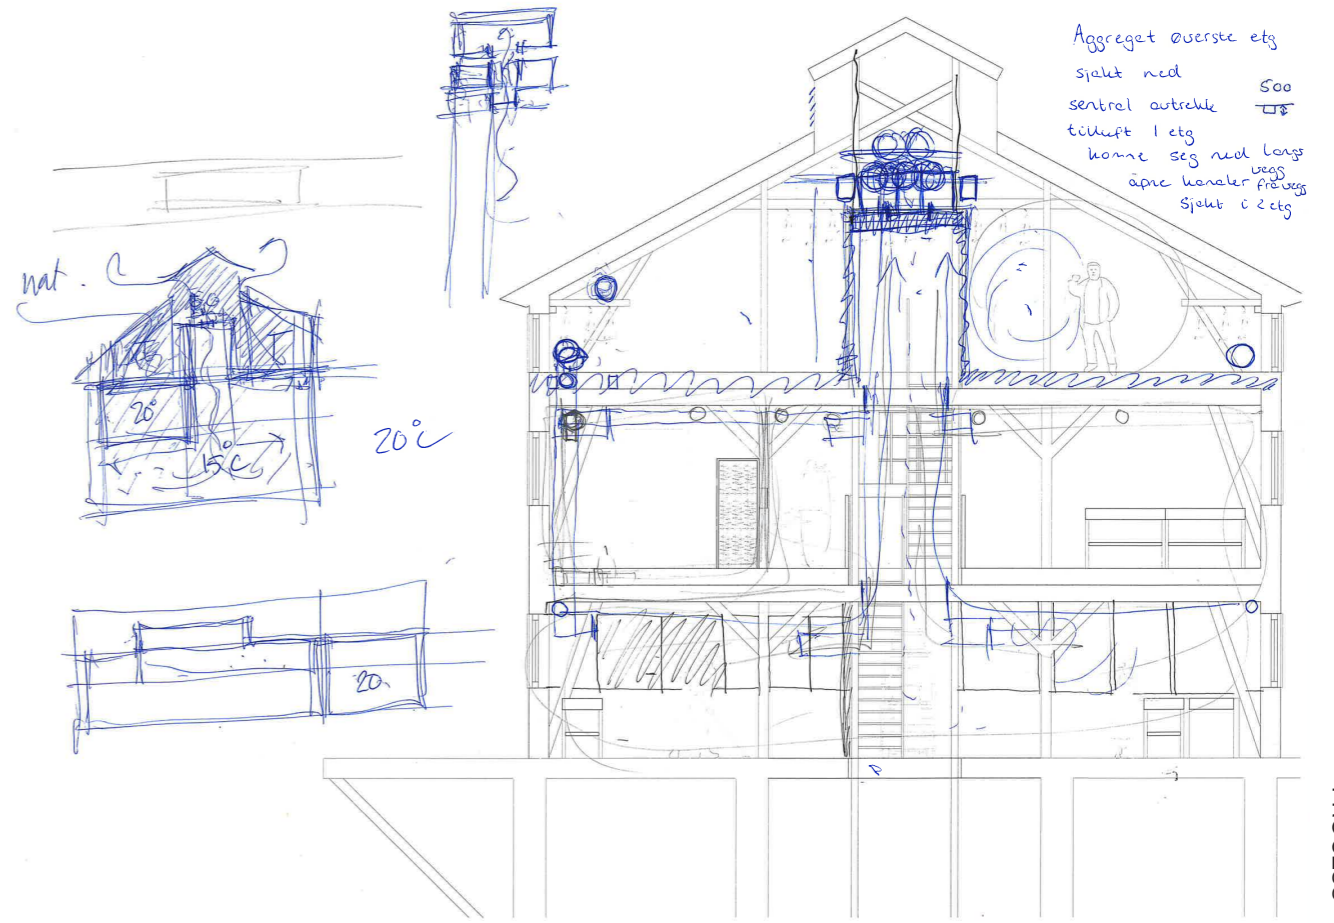 Aggreget øverste etg
sjakt ned
500
sentral avtrekk
tilluft 1 etg
komme seg ned langs
vegg
åpne kanaler fra vegg
sjakt i 2 etg
nat.
20°
15°C
20°C
20